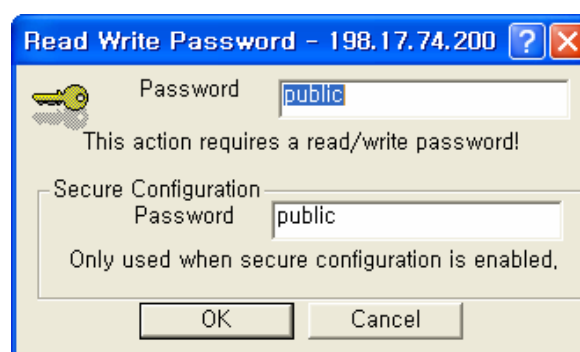 Read Write Password - 198.17.74.200
Password public
This action requires a read/write password!
Secure Configuration
Password public
Only used when secure configuration is enabled,
OK Cancel